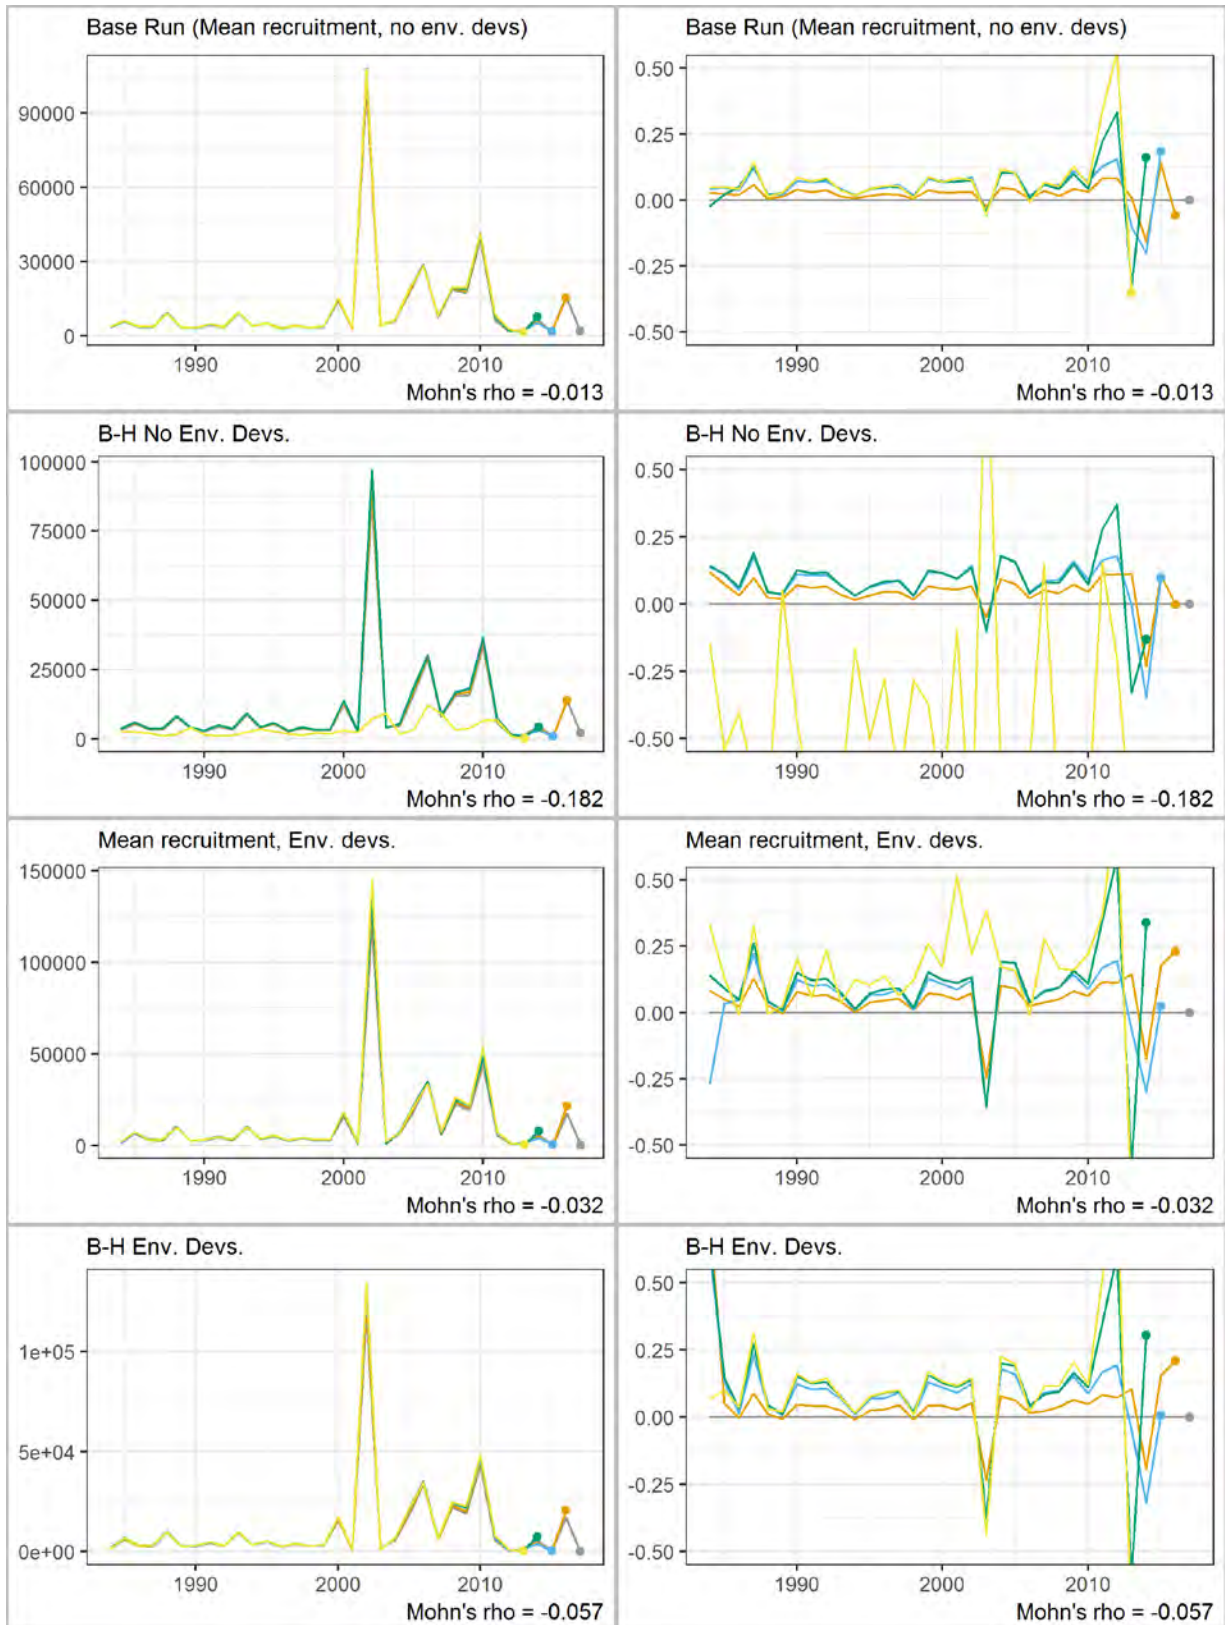 Base Run (Mean recruitment, no env. devs)
90000
60000
30000
0
1990 2000 2010
Mohn's rho = -0.013
Base Run (Mean recruitment, no env. devs)
0.50
0.25
0.00
-0.25
-0.50
1990 2000 2010
Mohn's rho = -0.013
B-H No Env. Devs.
100000
75000
50000
25000
0
1990 2000 2010
Mohn's rho = -0.182
B-H No Env. Devs.
0.50
0.25
0.00
-0.25
-0.50
1990 2000 2010
Mohn's rho = -0.182
Mean recruitment, Env. devs.
150000
100000
50000
0
1990 2000 2010
Mohn's rho = -0.032
Mean recruitment, Env. devs.
0.50
0.25
0.00
-0.25
-0.50
1990 2000 2010
Mohn's rho = -0.032
B-H Env. Devs.
1e+05
5e+04
0e+00
1990 2000 2010
Mohn's rho = -0.057
B-H Env. Devs.
0.50
0.25
0.00
-0.25
-0.50
1990 2000 2010
Mohn's rho = -0.057